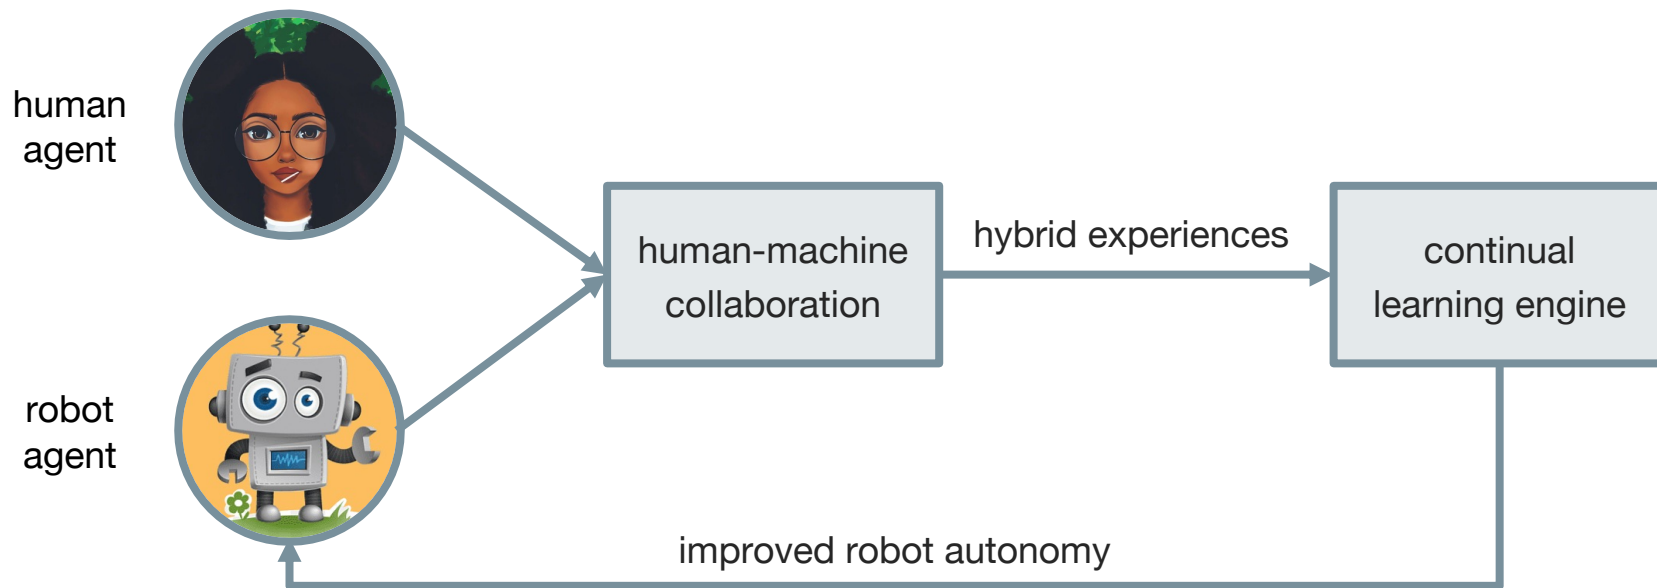 human
agent
human-machine
collaboration
hybrid experiences
continual
learning engine
robot
agent
improved robot autonomy